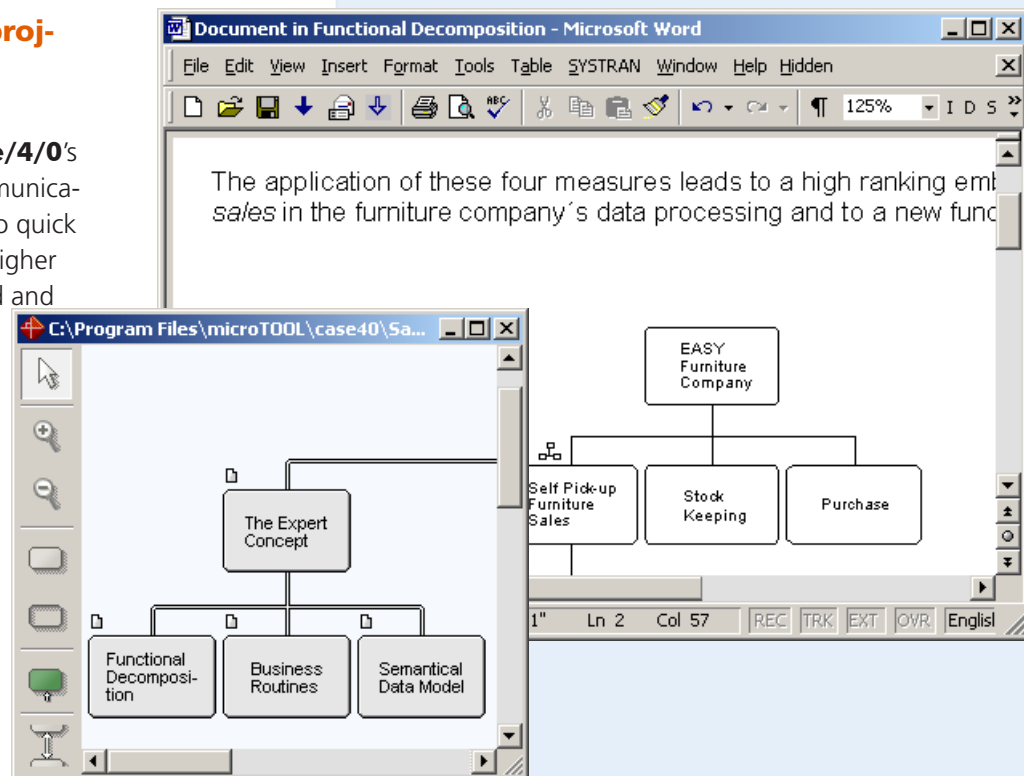 proj-
e/4/0's
munica-
o quick
igher
d and
Document in Functional Decomposition - Microsoft Word
File Edit View Insert Format Tools Table SYSTRAN Window Help Hidden
ABC ¶ 125% I D S
The application of these four measures leads to a high ranking emb
sales in the furniture company´s data processing and to a new func
EASY
Furniture
Company
Self Pick-up
Furniture
Sales
Stock
Keeping
Purchase
1" Ln 2 Col 57 REC TRK EXT OVR Englisl
C:\Program Files\microTOOL\case40\Sa...
The Expert
Concept
Functional
Decomposi-
tion
Business
Routines
Semantical
Data Model